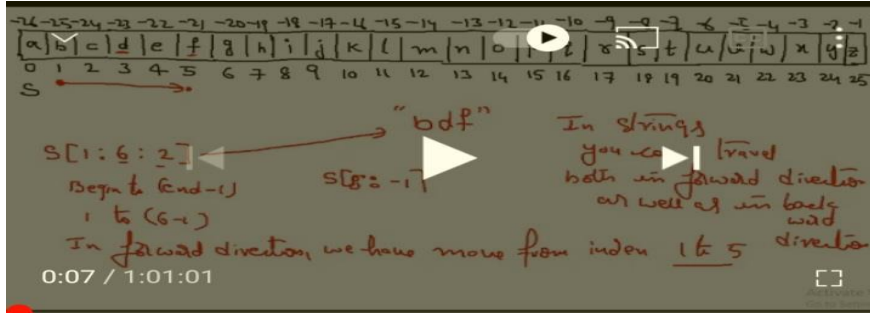 -26 -25 -24 -23 -22 -21 -20 -19 -18 -17 -16 -15 -14 -13 -12 -11 -10 -9 -8 -7 -6 -5 -4 -3 -2 -1
a b c d e f g h i j k l m n o q r s t u v w x y z
0 1 2 3 4 5 6 7 8 9 10 11 12 13 14 15 16 17 18 19 20 21 22 23 24 25
S
"bdf"
S[1:6:2]
Begin to (end-1)
1 to (6-1)
In strings
you travel
both in forward direction
as well as in back
ward
direction
In forward direction, we have move from index 1 to 5
0:07 / 1:01:01